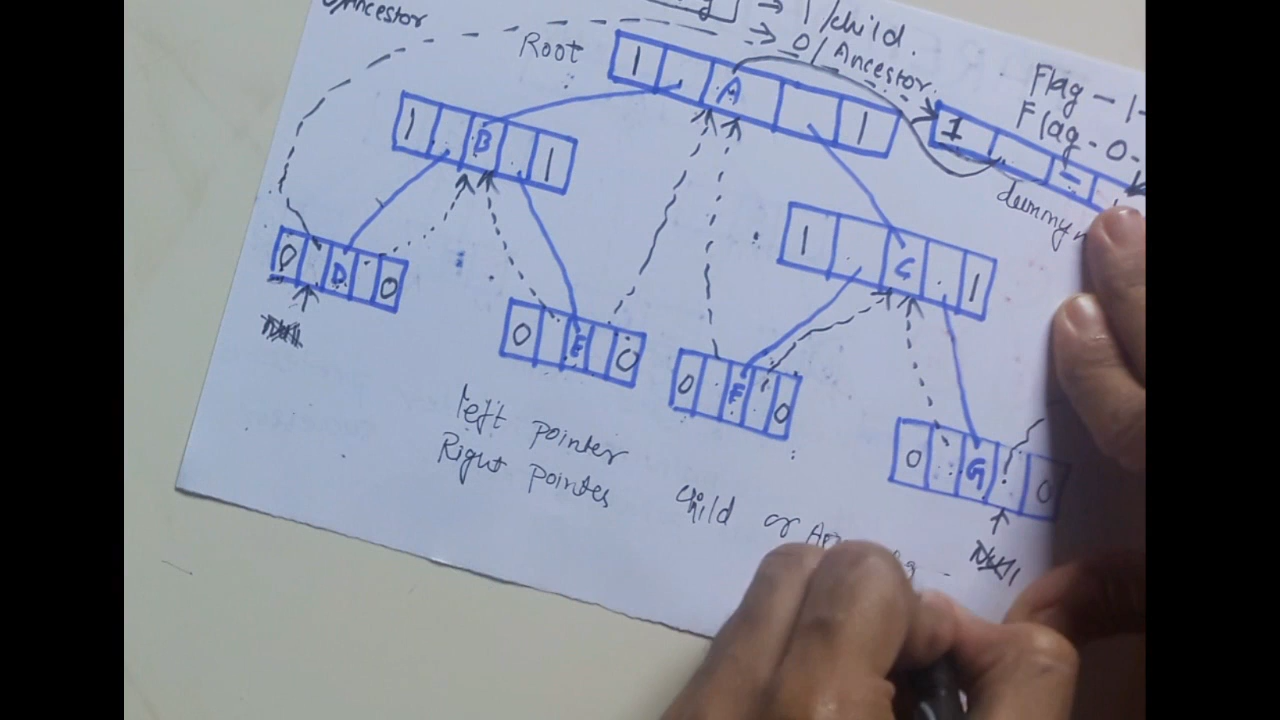 → 1 /child.
0/Ancestor → 0/Ancestor
Root 1 A 1
Flag - 1-
Flag - 0-
1 B 1
1 -
dummy
1 C 1
0 D 0
0 E 0
0 F 0
0 G 0
left pointer
Right pointer
child or